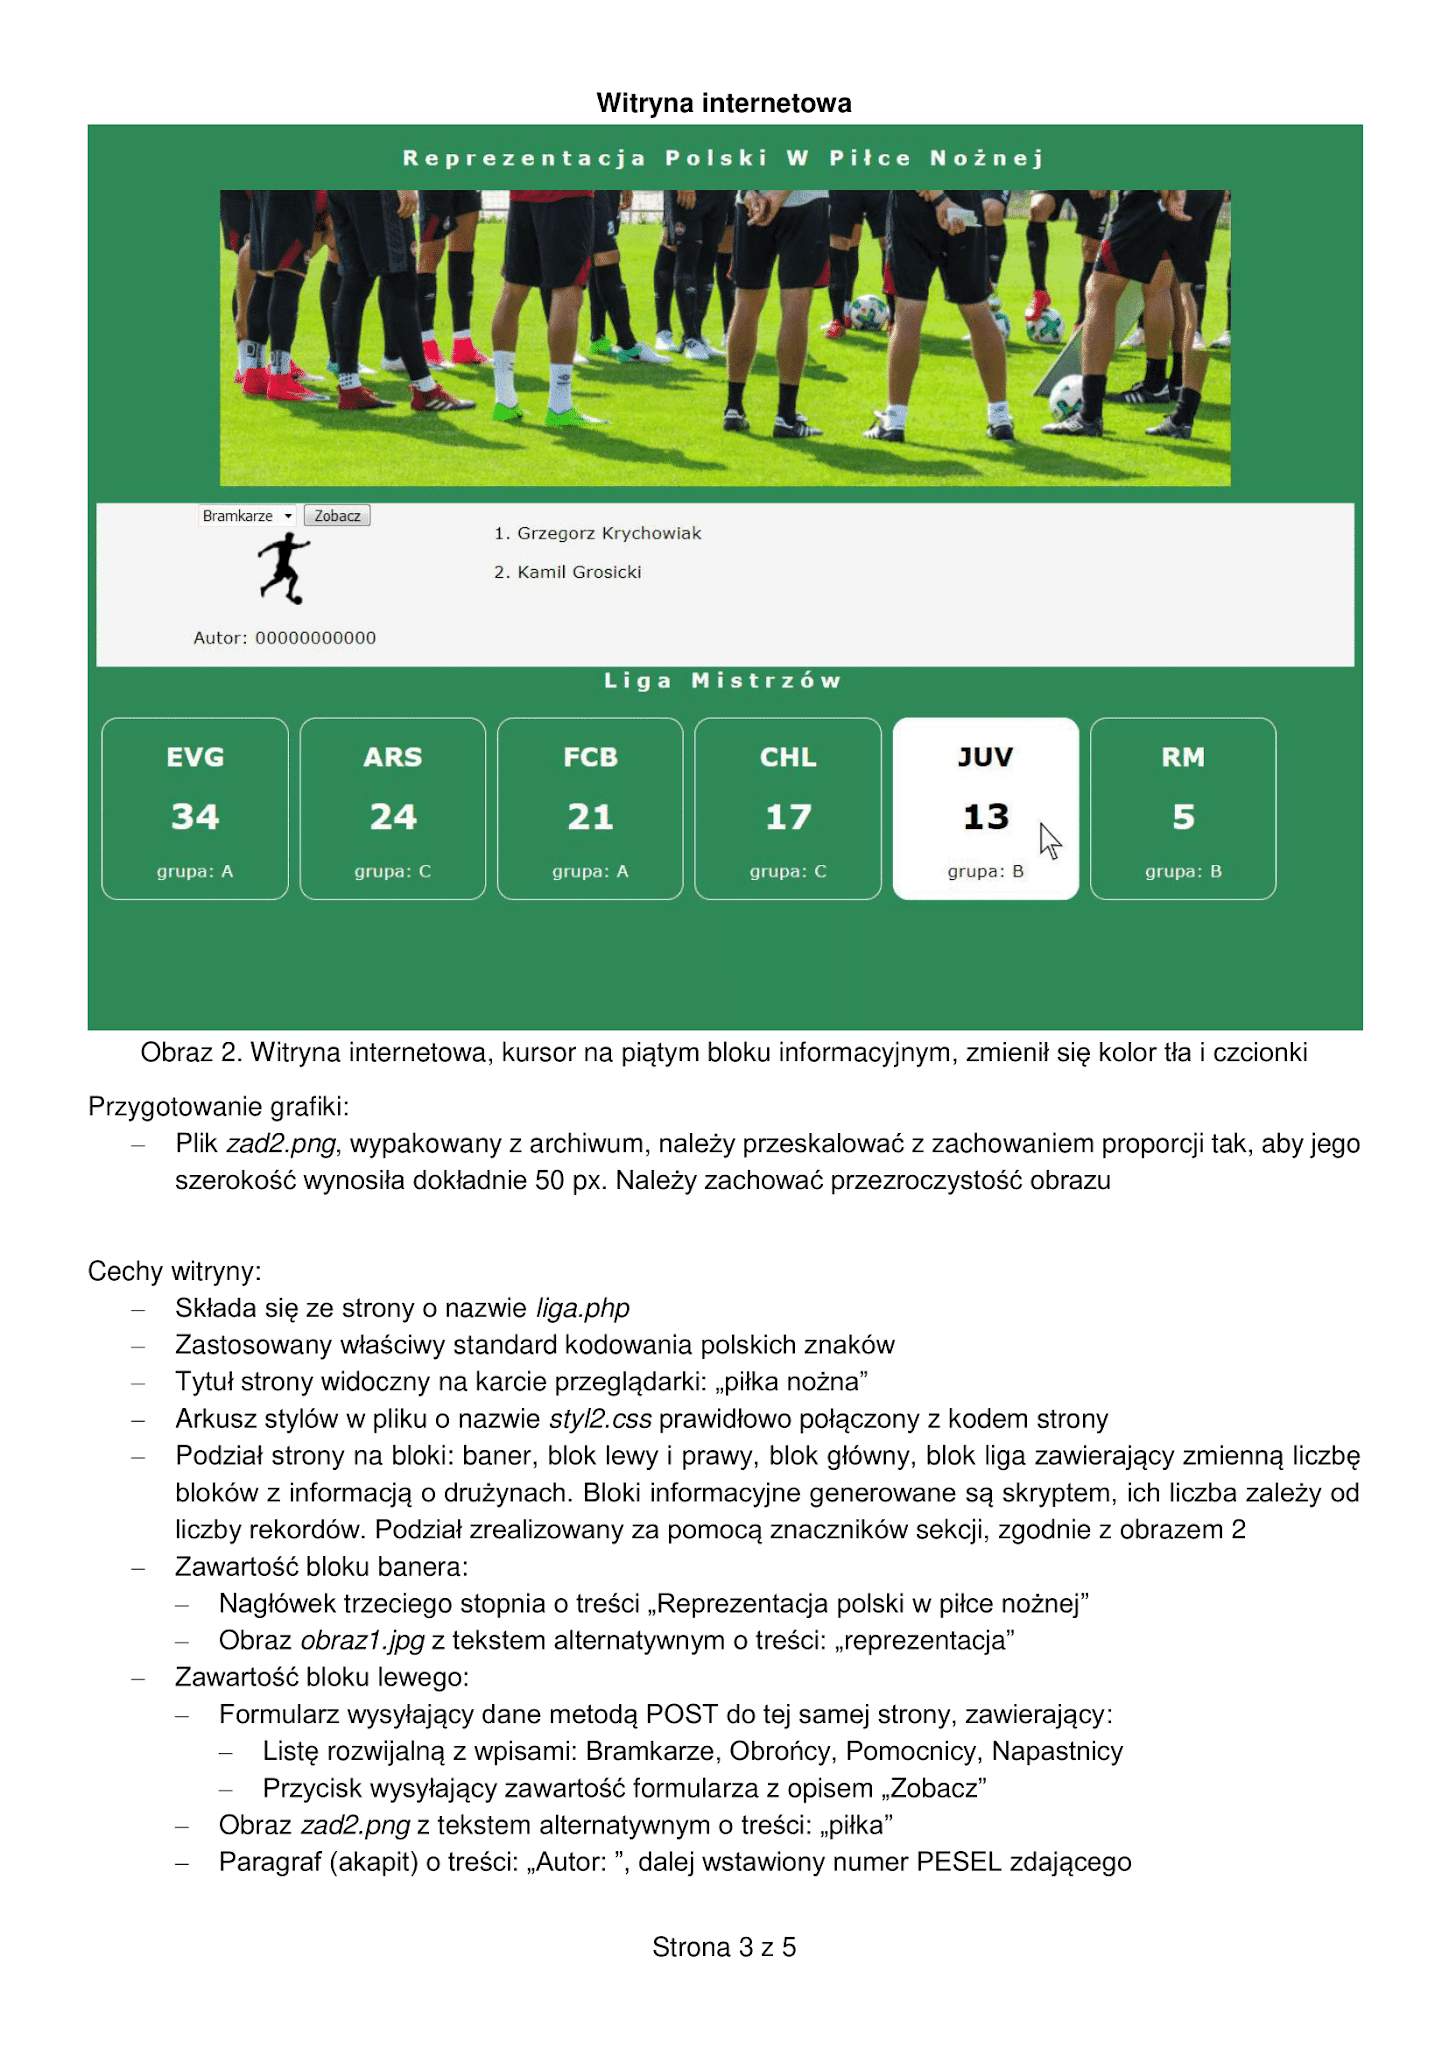 Witryna internetowa
Reprezentacja Polski W Piłce Nożnej
Bramkarze Zobacz
1. Grzegorz Krychowiak
2. Kamil Grosicki
Autor: 00000000000
Liga Mistrzów
EVG ARS FCB CHL JUV RM
34 24 21 17 13 5
grupa: A grupa: C grupa: A grupa: C grupa: B grupa: B
Obraz 2. Witryna internetowa, kursor na piątym bloku informacyjnym, zmienił się kolor tła i czcionki
Przygotowanie grafiki:
– Plik zad2.png, wypakowany z archiwum, należy przeskalować z zachowaniem proporcji tak, aby jego
szerokość wynosiła dokładnie 50 px. Należy zachować przezroczystość obrazu
Cechy witryny:
– Składa się ze strony o nazwie liga.php
– Zastosowany właściwy standard kodowania polskich znaków
– Tytuł strony widoczny na karcie przeglądarki: „piłka nożna”
– Arkusz stylów w pliku o nazwie styl2.css prawidłowo połączony z kodem strony
– Podział strony na bloki: baner, blok lewy i prawy, blok główny, blok liga zawierający zmienną liczbę
bloków z informacją o drużynach. Bloki informacyjne generowane są skryptem, ich liczba zależy od
liczby rekordów. Podział zrealizowany za pomocą znaczników sekcji, zgodnie z obrazem 2
– Zawartość bloku banera:
– Nagłówek trzeciego stopnia o treści „Reprezentacja polski w piłce nożnej”
– Obraz obraz1.jpg z tekstem alternatywnym o treści: „reprezentacja”
– Zawartość bloku lewego:
– Formularz wysyłający dane metodą POST do tej samej strony, zawierający:
– Listę rozwijalną z wpisami: Bramkarze, Obrońcy, Pomocnicy, Napastnicy
– Przycisk wysyłający zawartość formularza z opisem „Zobacz”
– Obraz zad2.png z tekstem alternatywnym o treści: „piłka”
– Paragraf (akapit) o treści: „Autor: ”, dalej wstawiony numer PESEL zdającego
Strona 3 z 5